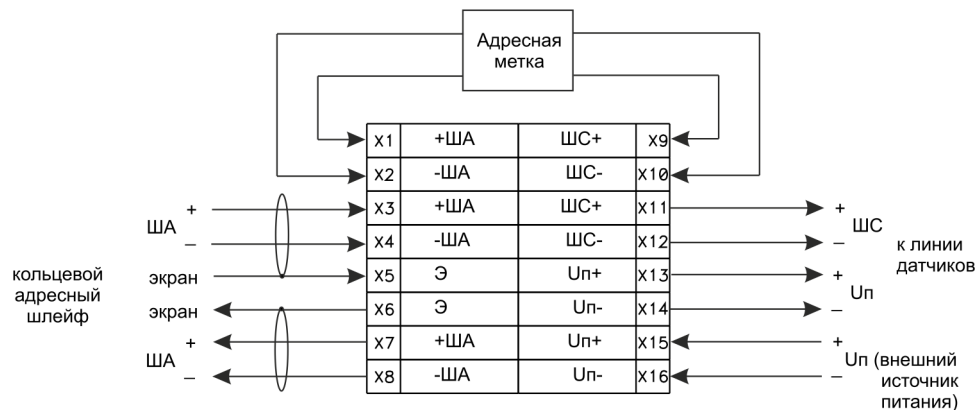 Адресная
метка
X1 +ША ШС+ X9
X2 -ША ШС- X10
+ X3 +ША ШС+ X11 +
ША ШС
– X4 -ША ШС- X12 –
к линии
датчиков
экран X5 Э Uп+ X13 +
кольцевой
адресный
шлейф
Uп
экран X6 Э Uп- X14 –
+ X7 +ША Uп+ X15 +
ША Uп (внешний
источник
питания)
– X8 -ША Uп- X16 –